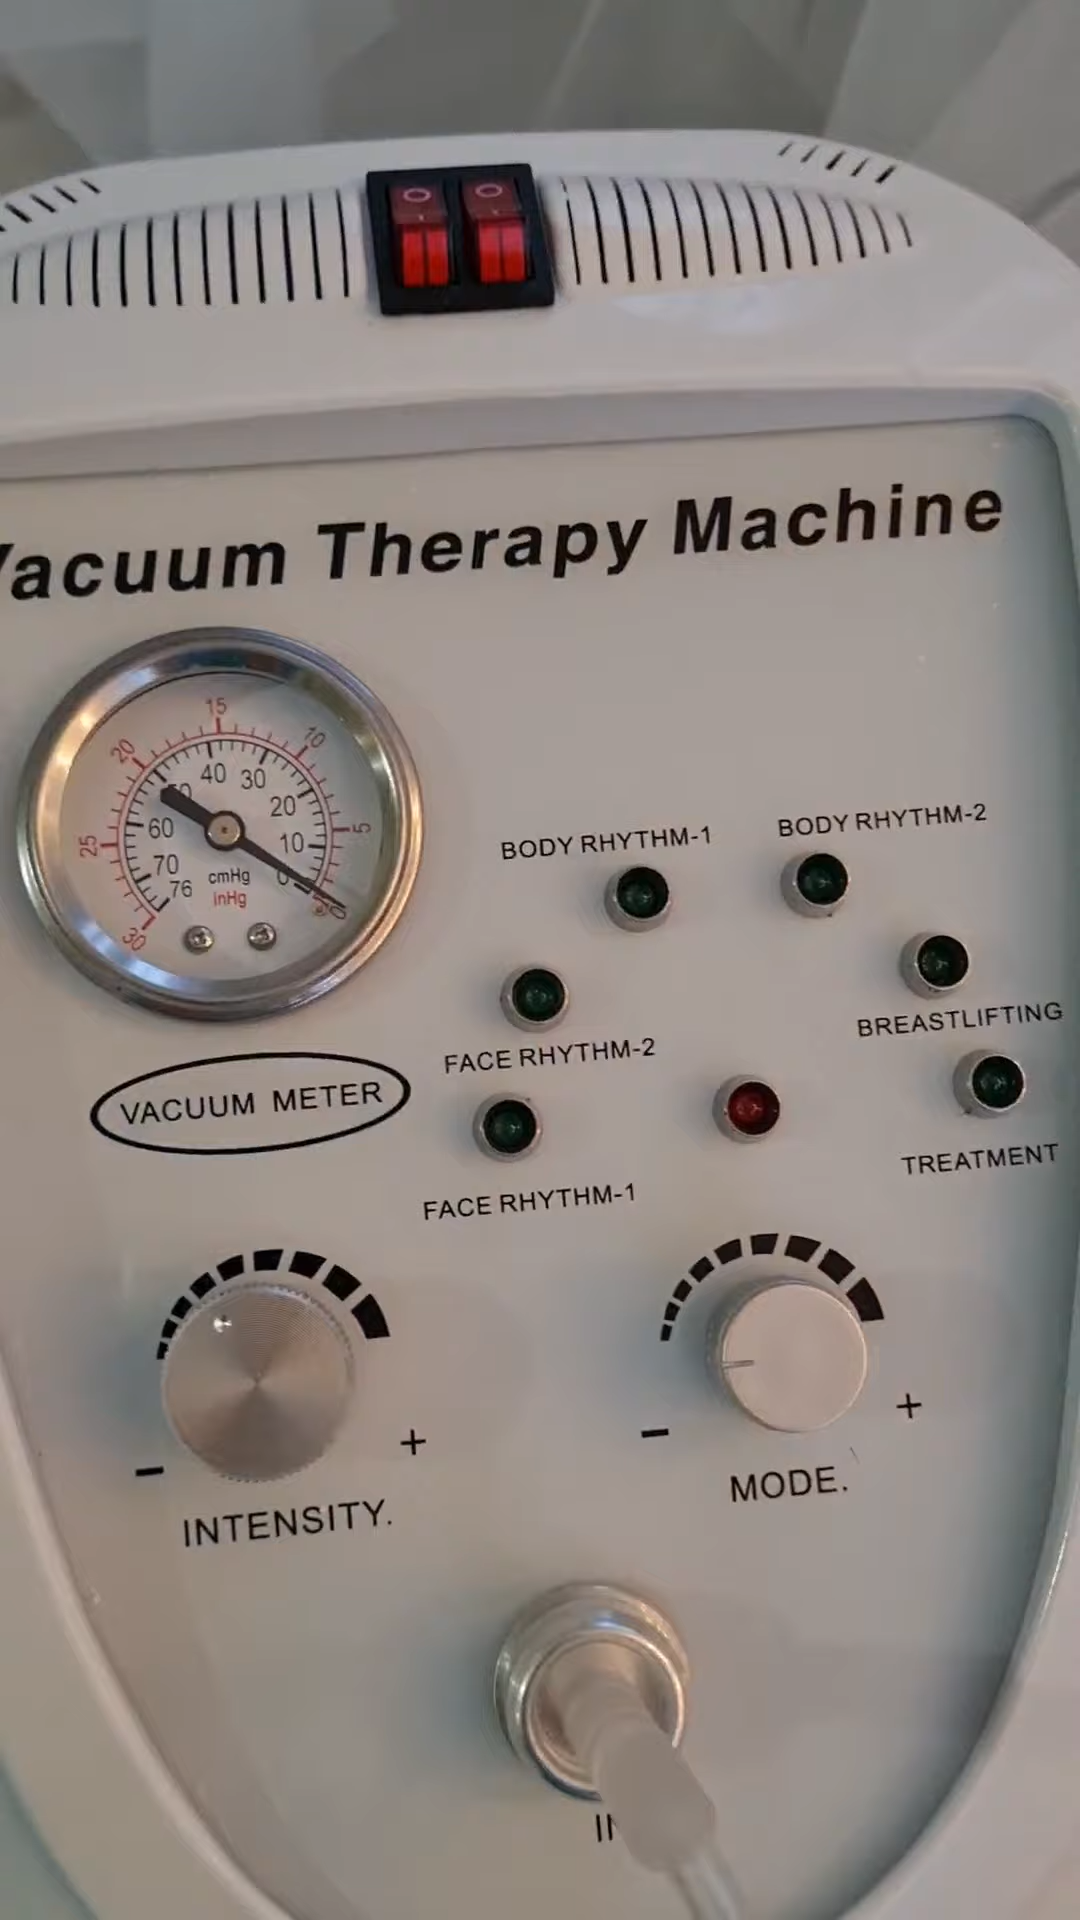 Vacuum Therapy Machine
15
20
10
40
30
50
20
60
5
25
10
70
cmHg
0
76
inHg
0
30
BODY RHYTHM-1
BODY RHYTHM-2
BREASTLIFTING
FACE RHYTHM-2
VACUUM METER
TREATMENT
FACE RHYTHM-1
- +
INTENSITY.
- +
MODE.